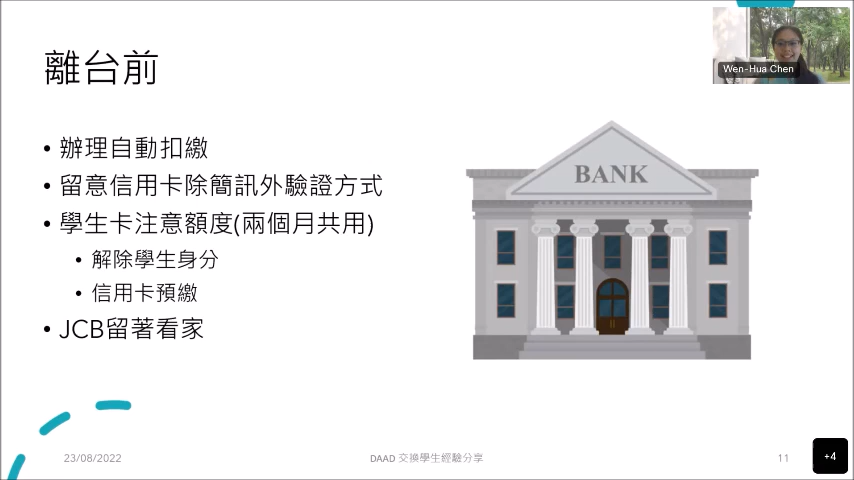 離台前
Wen-Hua Chen
• 辦理自動扣繳
• 留意信用卡除簡訊外驗證方式
• 學生卡注意額度(兩個月共用)
• 解除學生身分
• 信用卡預繳
• JCB留著看家
BANK
23/08/2022
DAAD 交換學生經驗分享
11
+4